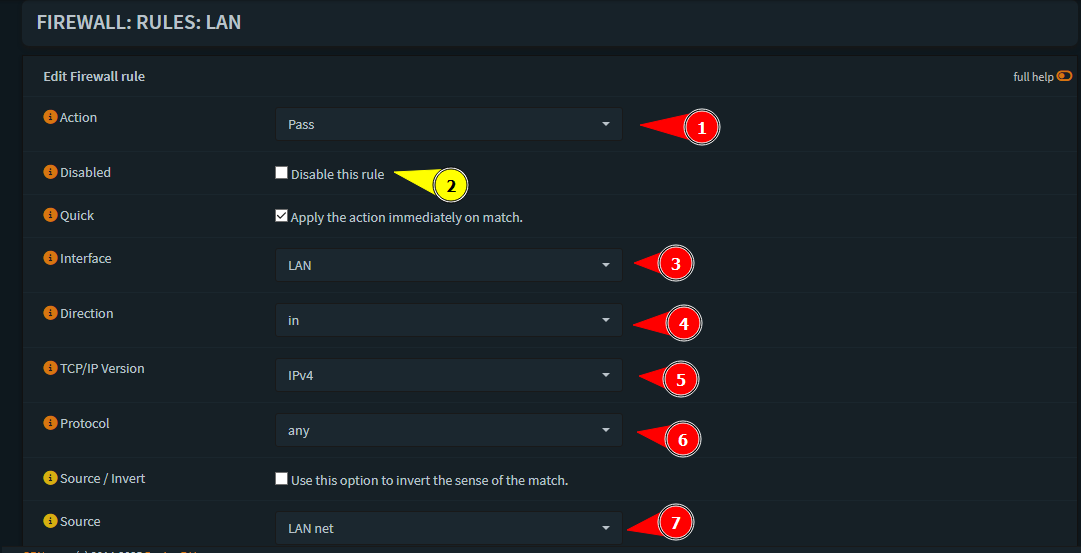 FIREWALL: RULES: LAN
Edit Firewall rule full help
Action Pass 1
Disabled Disable this rule 2
Quick Apply the action immediately on match.
Interface LAN 3
Direction in 4
TCP/IP Version IPv4 5
Protocol any 6
Source / Invert Use this option to invert the sense of the match.
Source LAN net 7